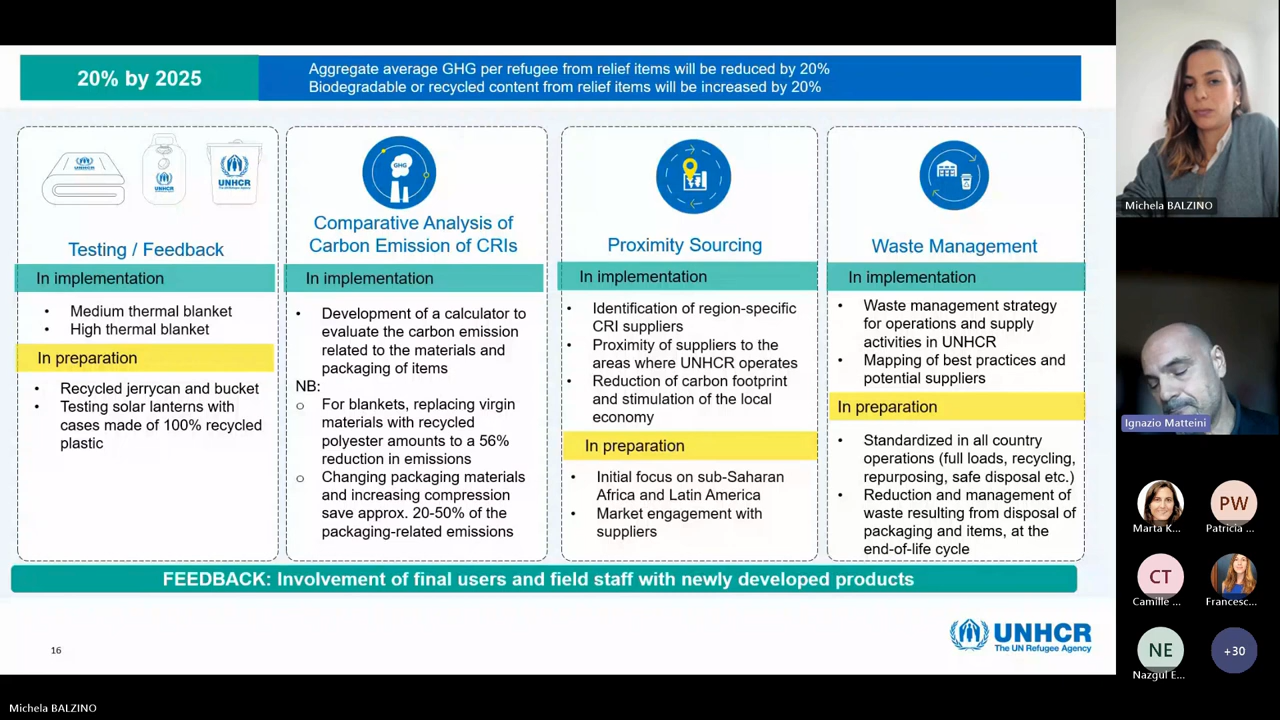 20% by 2025
Aggregate average GHG per refugee from relief items will be reduced by 20%
Biodegradable or recycled content from relief items will be increased by 20%
UNHCR
The UN Refugee Agency
Testing / Feedback
In implementation
• Medium thermal blanket
• High thermal blanket
In preparation
• Recycled jerrycan and bucket
• Testing solar lanterns with
cases made of 100% recycled
plastic
GHG
Comparative Analysis of
Carbon Emission of CRIs
In implementation
• Development of a calculator to
evaluate the carbon emission
related to the materials and
packaging of items
NB:
o For blankets, replacing virgin
materials with recycled
polyester amounts to a 56%
reduction in emissions
o Changing packaging materials
and increasing compression
save approx. 20-50% of the
packaging-related emissions
Proximity Sourcing
In implementation
• Identification of region-specific
CRI suppliers
• Proximity of suppliers to the
areas where UNHCR operates
• Reduction of carbon footprint
and stimulation of the local
economy
In preparation
• Initial focus on sub-Saharan
Africa and Latin America
• Market engagement with
suppliers
Waste Management
In implementation
• Waste management strategy
for operations and supply
activities in UNHCR
• Mapping of best practices and
potential suppliers
In preparation
• Standardized in all country
operations (full loads, recycling,
repurposing, safe disposal etc.)
• Reduction and management of
waste resulting from disposal of
packaging and items, at the
end-of-life cycle
FEEDBACK: Involvement of final users and field staff with newly developed products
16
UNHCR
The UN Refugee Agency
Michela BALZINO
Michela BALZINO
Ignazio Matteini
Marta K...
PW
Patricia ...
CT
Camille ...
Francesc...
NE
Nazgul E...
+30